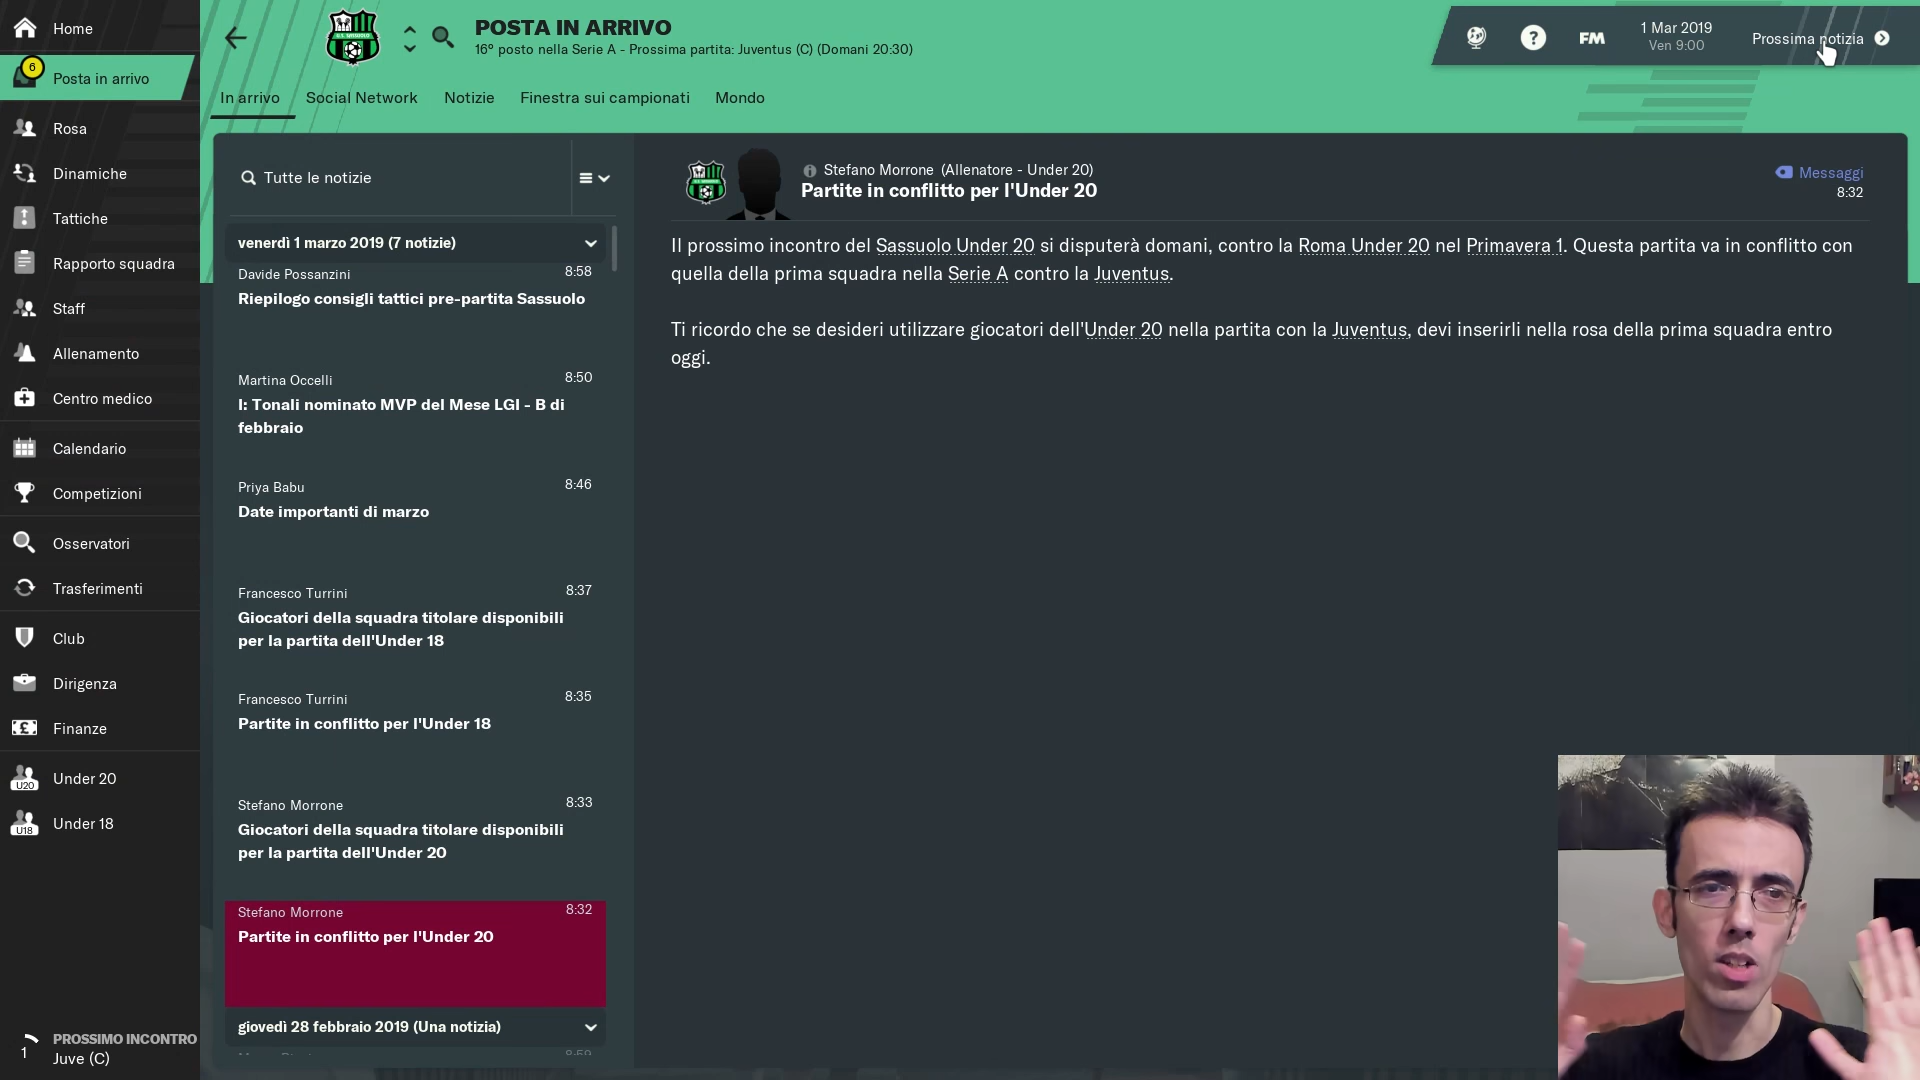 Home
6
Posta in arrivo
Rosa
Dinamiche
Tattiche
Rapporto squadra
Staff
Allenamento
Centro medico
Calendario
Competizioni
Osservatori
Trasferimenti
Club
Dirigenza
Finanze
U20
Under 20
U18
Under 18
1
PROSSIMO INCONTRO
Juve (C)
POSTA IN ARRIVO
16° posto nella Serie A - Prossima partita: Juventus (C) (Domani 20:30)
?
FM
1 Mar 2019
Ven 9:00
Prossima notizia
In arrivo
Social Network
Notizie
Finestra sui campionati
Mondo
Tutte le notizie
venerdì 1 marzo 2019 (7 notizie)
Davide Possanzini 8:58
Riepilogo consigli tattici pre-partita Sassuolo
Martina Occelli 8:50
I: Tonali nominato MVP del Mese LGI - B di
febbraio
Priya Babu 8:46
Date importanti di marzo
Francesco Turrini 8:37
Giocatori della squadra titolare disponibili
per la partita dell'Under 18
Francesco Turrini 8:35
Partite in conflitto per l'Under 18
Stefano Morrone 8:33
Giocatori della squadra titolare disponibili
per la partita dell'Under 20
Stefano Morrone 8:32
Partite in conflitto per l'Under 20
giovedì 28 febbraio 2019 (Una notizia)
8:59
Stefano Morrone (Allenatore - Under 20)
Partite in conflitto per l'Under 20
Messaggi
8:32
Il prossimo incontro del Sassuolo Under 20 si disputerà domani, contro la Roma Under 20 nel Primavera 1. Questa partita va in conflitto con
quella della prima squadra nella Serie A contro la Juventus.
Ti ricordo che se desideri utilizzare giocatori dell'Under 20 nella partita con la Juventus, devi inserirli nella rosa della prima squadra entro
oggi.